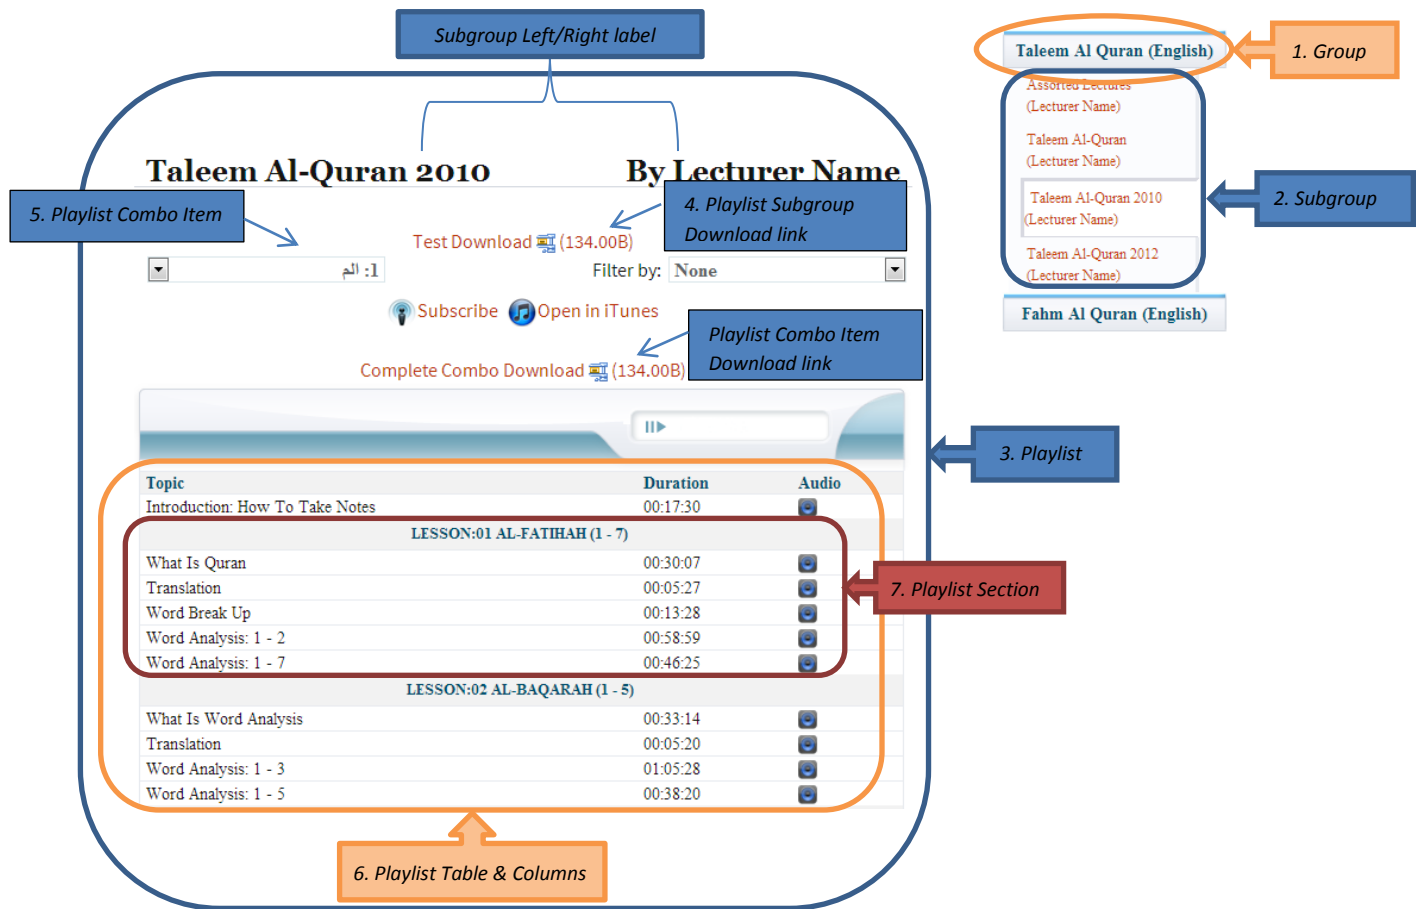 Subgroup Left/Right label
Taleem Al Quran (English)
1. Group
Assorted Lectures
(Lecturer Name)
Taleem Al-Quran
(Lecturer Name)
Taleem Al-Quran 2010
(Lecturer Name)
Taleem Al-Quran 2012
(Lecturer Name)
2. Subgroup
Fahm Al Quran (English)
Taleem Al-Quran 2010
By Lecturer Name
5. Playlist Combo Item
4. Playlist Subgroup
Download link
Test Download (134.00B)
1: الم
Filter by: None
Subscribe Open in iTunes
Playlist Combo Item
Download link
Complete Combo Download (134.00B)
3. Playlist
Topic Duration Audio
Introduction: How To Take Notes 00:17:30
LESSON:01 AL-FATIHAH (1 - 7)
What Is Quran 00:30:07
Translation 00:05:27
Word Break Up 00:13:28
Word Analysis: 1 - 2 00:58:59
Word Analysis: 1 - 7 00:46:25
7. Playlist Section
LESSON:02 AL-BAQARAH (1 - 5)
What Is Word Analysis 00:33:14
Translation 00:05:20
Word Analysis: 1 - 3 01:05:28
Word Analysis: 1 - 5 00:38:20
6. Playlist Table & Columns